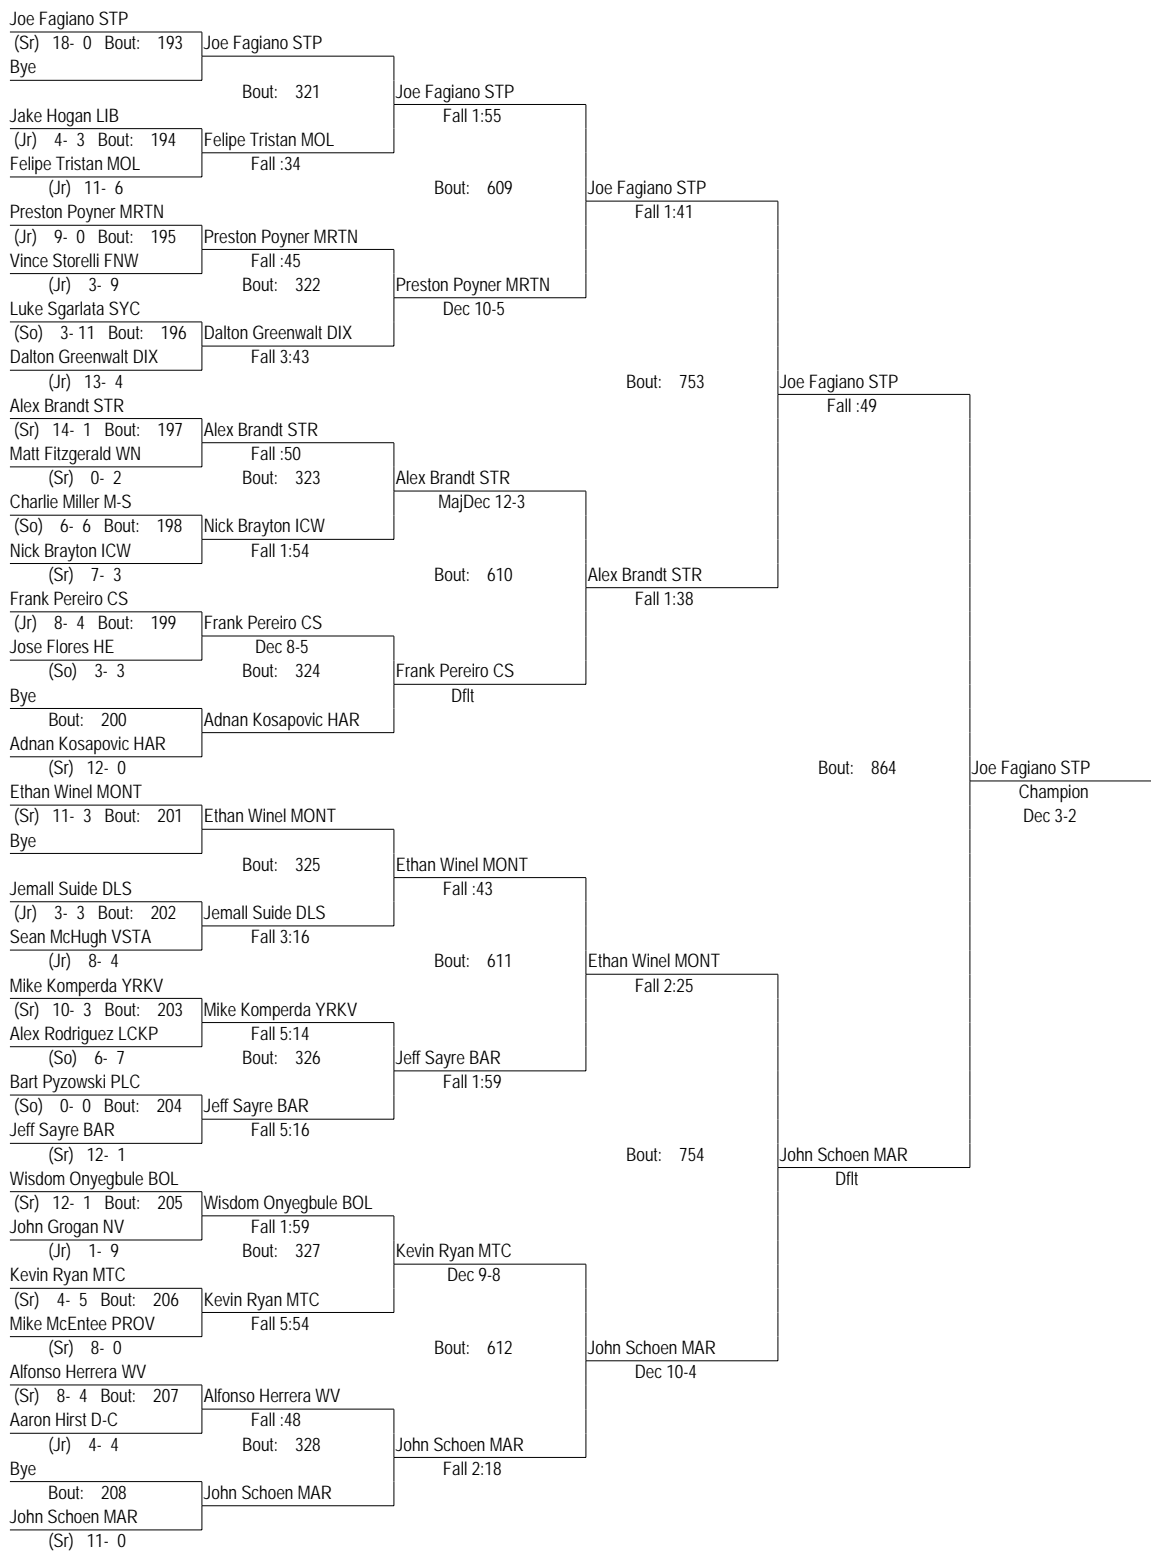 Joe Fagiano STP
(Sr) 18- 0 Bout: 193 Joe Fagiano STP
Bye
Bout: 321 Joe Fagiano STP
Jake Hogan LIB Fall 1:55
(Jr) 4- 3 Bout: 194 Felipe Tristan MOL
Felipe Tristan MOL Fall :34
(Jr) 11- 6 Bout: 609 Joe Fagiano STP
Preston Poyner MRTN Fall 1:41
(Jr) 9- 0 Bout: 195 Preston Poyner MRTN
Vince Storelli FNW Fall :45
(Jr) 3- 9 Bout: 322 Preston Poyner MRTN
Luke Sgarlata SYC Dec 10-5
(So) 3- 11 Bout: 196 Dalton Greenwalt DIX
Dalton Greenwalt DIX Fall 3:43
(Jr) 13- 4 Bout: 753 Joe Fagiano STP
Alex Brandt STR Fall :49
(Sr) 14- 1 Bout: 197 Alex Brandt STR
Matt Fitzgerald WN Fall :50
(Sr) 0- 2 Bout: 323 Alex Brandt STR
Charlie Miller M-S MajDec 12-3
(So) 6- 6 Bout: 198 Nick Brayton ICW
Nick Brayton ICW Fall 1:54
(Sr) 7- 3 Bout: 610 Alex Brandt STR
Frank Pereiro CS Fall 1:38
(Jr) 8- 4 Bout: 199 Frank Pereiro CS
Jose Flores HE Dec 8-5
(So) 3- 3 Bout: 324 Frank Pereiro CS
Bye Dflt
Bout: 200 Adnan Kosapovic HAR
Adnan Kosapovic HAR
(Sr) 12- 0 Bout: 864 Joe Fagiano STP
Ethan Winel MONT Champion
(Sr) 11- 3 Bout: 201 Ethan Winel MONT Dec 3-2
Bye
Bout: 325 Ethan Winel MONT
Jemall Suide DLS Fall :43
(Jr) 3- 3 Bout: 202 Jemall Suide DLS
Sean McHugh VSTA Fall 3:16
(Jr) 8- 4 Bout: 611 Ethan Winel MONT
Mike Komperda YRKV Fall 2:25
(Sr) 10- 3 Bout: 203 Mike Komperda YRKV
Alex Rodriguez LCKP Fall 5:14
(So) 6- 7 Bout: 326 Jeff Sayre BAR
Bart Pyzowski PLC Fall 1:59
(So) 0- 0 Bout: 204 Jeff Sayre BAR
Jeff Sayre BAR Fall 5:16
(Sr) 12- 1 Bout: 754 John Schoen MAR
Wisdom Onyegbule BOL Dflt
(Sr) 12- 1 Bout: 205 Wisdom Onyegbule BOL
John Grogan NV Fall 1:59
(Jr) 1- 9 Bout: 327 Kevin Ryan MTC
Kevin Ryan MTC Dec 9-8
(Sr) 4- 5 Bout: 206 Kevin Ryan MTC
Mike McEntee PROV Fall 5:54
(Sr) 8- 0 Bout: 612 John Schoen MAR
Alfonso Herrera WV Dec 10-4
(Sr) 8- 4 Bout: 207 Alfonso Herrera WV
Aaron Hirst D-C Fall :48
(Jr) 4- 4 Bout: 328 John Schoen MAR
Bye Fall 2:18
Bout: 208 John Schoen MAR
John Schoen MAR
(Sr) 11- 0